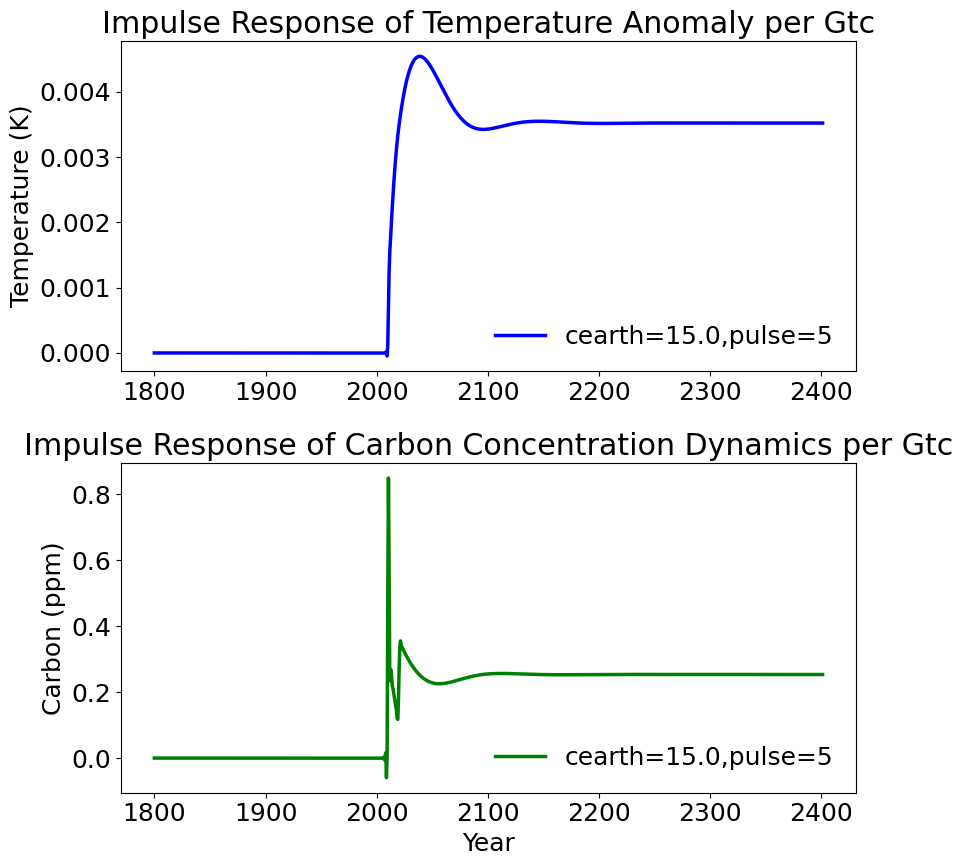 Impulse Response of Temperature Anomaly per Gtc
Temperature (K)
0.004
0.003
0.002
0.001
0.000
cearth=15.0,pulse=5
1800 1900 2000 2100 2200 2300 2400
Impulse Response of Carbon Concentration Dynamics per Gtc
Carbon (ppm)
0.8
0.6
0.4
0.2
0.0
cearth=15.0,pulse=5
1800 1900 2000 2100 2200 2300 2400
Year